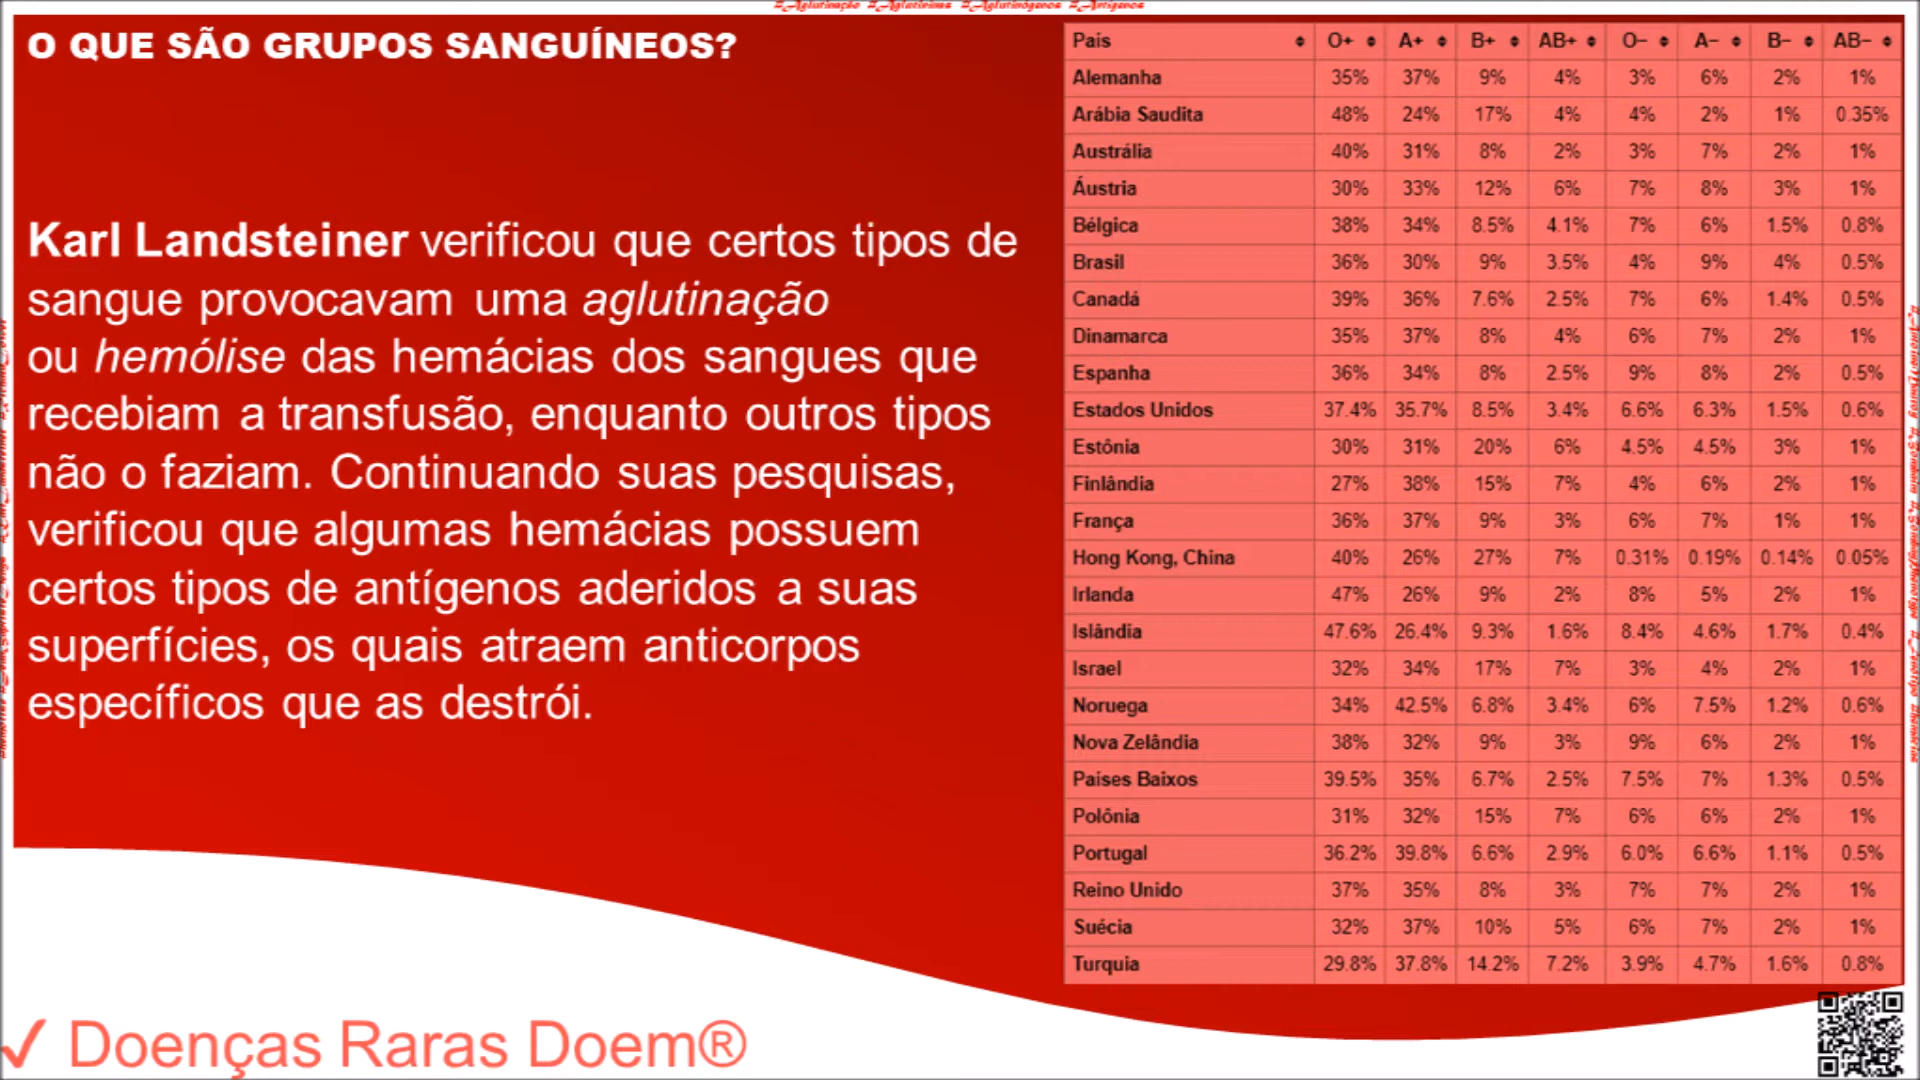 #Aglutinação #Aglutininas #Aglutinógenos #Antígenos
O QUE SÃO GRUPOS SANGUÍNEOS?
Karl Landsteiner verificou que certos tipos de
sangue provocavam uma aglutinação
ou hemólise das hemácias dos sangues que
recebiam a transfusão, enquanto outros tipos
não o faziam. Continuando suas pesquisas,
verificou que algumas hemácias possuem
certos tipos de antígenos aderidos a suas
superfícies, os quais atraem anticorpos
específicos que as destrói.
País O+ A+ B+ AB+ O− A− B− AB−
Alemanha 35% 37% 9% 4% 3% 6% 2% 1%
Arábia Saudita 48% 24% 17% 4% 4% 2% 1% 0.35%
Austrália 40% 31% 8% 2% 3% 7% 2% 1%
Áustria 30% 33% 12% 6% 7% 8% 3% 1%
Bélgica 38% 34% 8.5% 4.1% 7% 6% 1.5% 0.8%
Brasil 36% 30% 9% 3.5% 4% 9% 4% 0.5%
Canadá 39% 36% 7.6% 2.5% 7% 6% 1.4% 0.5%
Dinamarca 35% 37% 8% 4% 6% 7% 2% 1%
Espanha 36% 34% 8% 2.5% 9% 8% 2% 0.5%
Estados Unidos 37.4% 35.7% 8.5% 3.4% 6.6% 6.3% 1.5% 0.6%
Estônia 30% 31% 20% 6% 4.5% 4.5% 3% 1%
Finlândia 27% 38% 15% 7% 4% 6% 2% 1%
França 36% 37% 9% 3% 6% 7% 1% 1%
Hong Kong, China 40% 26% 27% 7% 0.31% 0.19% 0.14% 0.05%
Irlanda 47% 26% 9% 2% 8% 5% 2% 1%
Islândia 47.6% 26.4% 9.3% 1.6% 8.4% 4.6% 1.7% 0.4%
Israel 32% 34% 17% 7% 3% 4% 2% 1%
Noruega 34% 42.5% 6.8% 3.4% 6% 7.5% 1.2% 0.6%
Nova Zelândia 38% 32% 9% 3% 9% 6% 2% 1%
Países Baixos 39.5% 35% 6.7% 2.5% 7.5% 7% 1.3% 0.5%
Polônia 31% 32% 15% 7% 6% 6% 2% 1%
Portugal 36.2% 39.8% 6.6% 2.9% 6.0% 6.6% 1.1% 0.5%
Reino Unido 37% 35% 8% 3% 7% 7% 2% 1%
Suécia 32% 37% 10% 5% 6% 7% 2% 1%
Turquia 29.8% 37.8% 14.2% 7.2% 3.9% 4.7% 1.6% 0.8%
✓ Doenças Raras Doem®